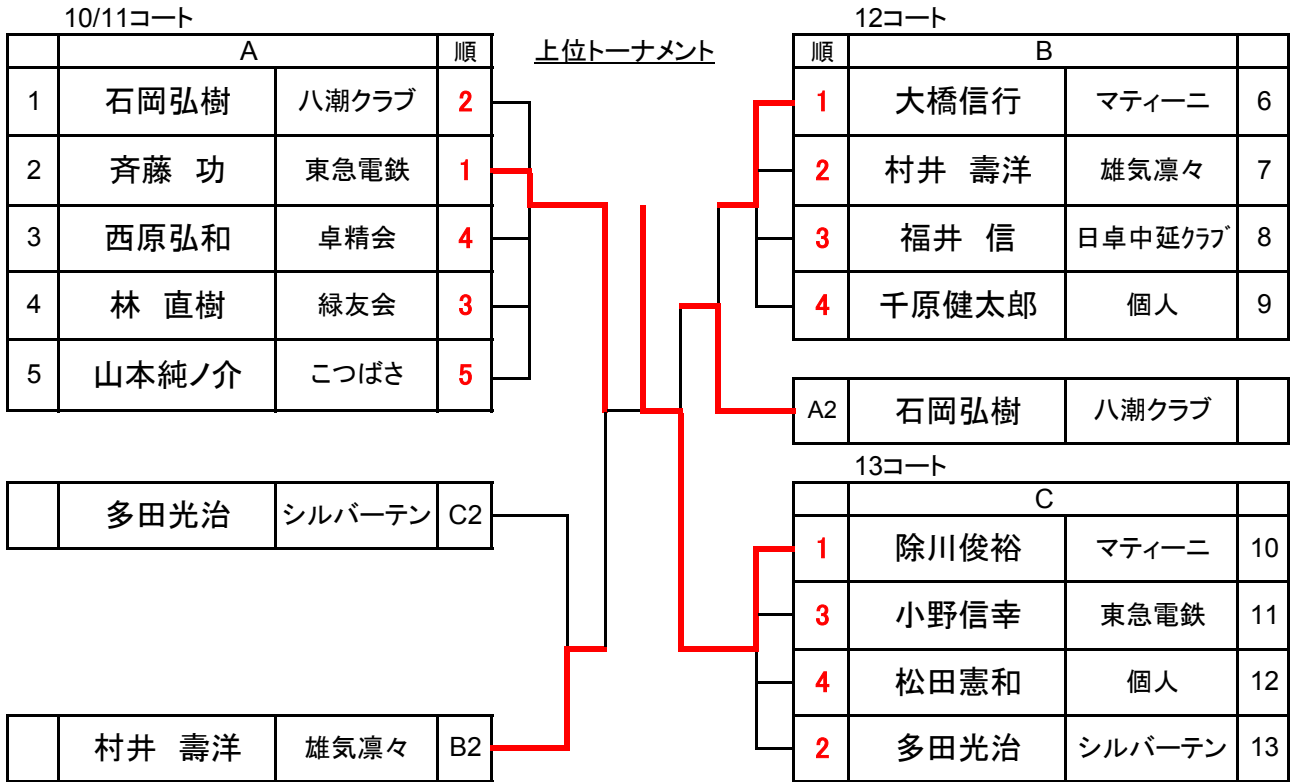 10/11コート
A 順
1 石岡弘樹 八潮クラブ 2
2 斉藤 功 東急電鉄 1
3 西原弘和 卓精会 4
4 林 直樹 緑友会 3
5 山本純ノ介 こつばさ 5
多田光治 シルバーテン C2
村井 壽洋 雄気凛々 B2
上位トーナメント
12コート
順 B
1 大橋信行 マティーニ 6
2 村井 壽洋 雄気凛々 7
3 福井 信 日卓中延ｸﾗﾌﾞ 8
4 千原健太郎 個人 9
A2 石岡弘樹 八潮クラブ
13コート
C
1 除川俊裕 マティーニ 10
3 小野信幸 東急電鉄 11
4 松田憲和 個人 12
2 多田光治 シルバーテン 13